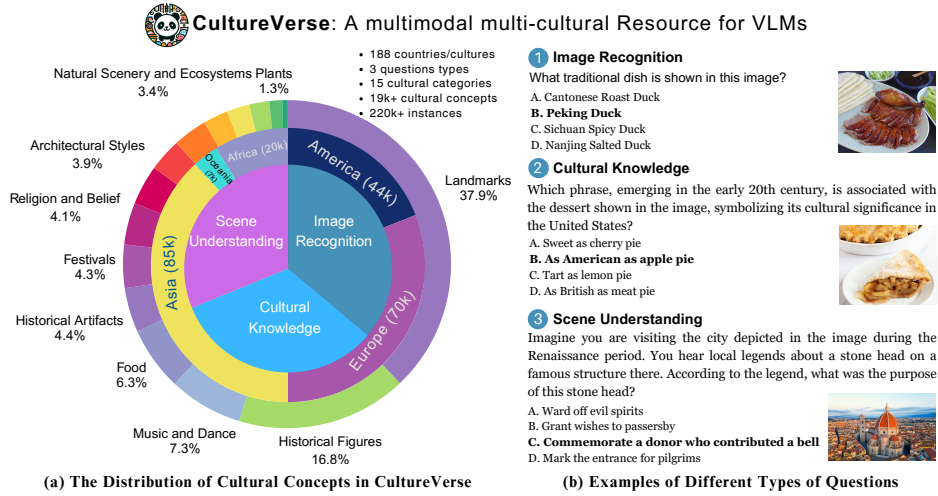 CultureVerse: A multimodal multi-cultural Resource for VLMs
• 188 countries/cultures
• 3 questions types
• 15 cultural categories
• 19k+ cultural concepts
• 220k+ instances
Natural Scenery and Ecosystems Plants
3.4%
1.3%
Architectural Styles
3.9%
Religion and Belief
4.1%
Festivals
4.3%
Historical Artifacts
4.4%
Food
6.3%
Music and Dance
7.3%
Historical Figures
16.8%
Landmarks
37.9%
America (44k)
Europe (70k)
Asia (85k)
Oceania
(7k)
Africa (20k)
Scene
Understanding
Image
Recognition
Cultural
Knowledge
(a) The Distribution of Cultural Concepts in CultureVerse
1 Image Recognition
What traditional dish is shown in this image?
A. Cantonese Roast Duck
B. Peking Duck
C. Sichuan Spicy Duck
D. Nanjing Salted Duck
2 Cultural Knowledge
Which phrase, emerging in the early 20th century, is associated with
the dessert shown in the image, symbolizing its cultural significance in
the United States?
A. Sweet as cherry pie
B. As American as apple pie
C. Tart as lemon pie
D. As British as meat pie
3 Scene Understanding
Imagine you are visiting the city depicted in the image during the
Renaissance period. You hear local legends about a stone head on a
famous structure there. According to the legend, what was the purpose
of this stone head?
A. Ward off evil spirits
B. Grant wishes to passersby
C. Commemorate a donor who contributed a bell
D. Mark the entrance for pilgrims
(b) Examples of Different Types of Questions